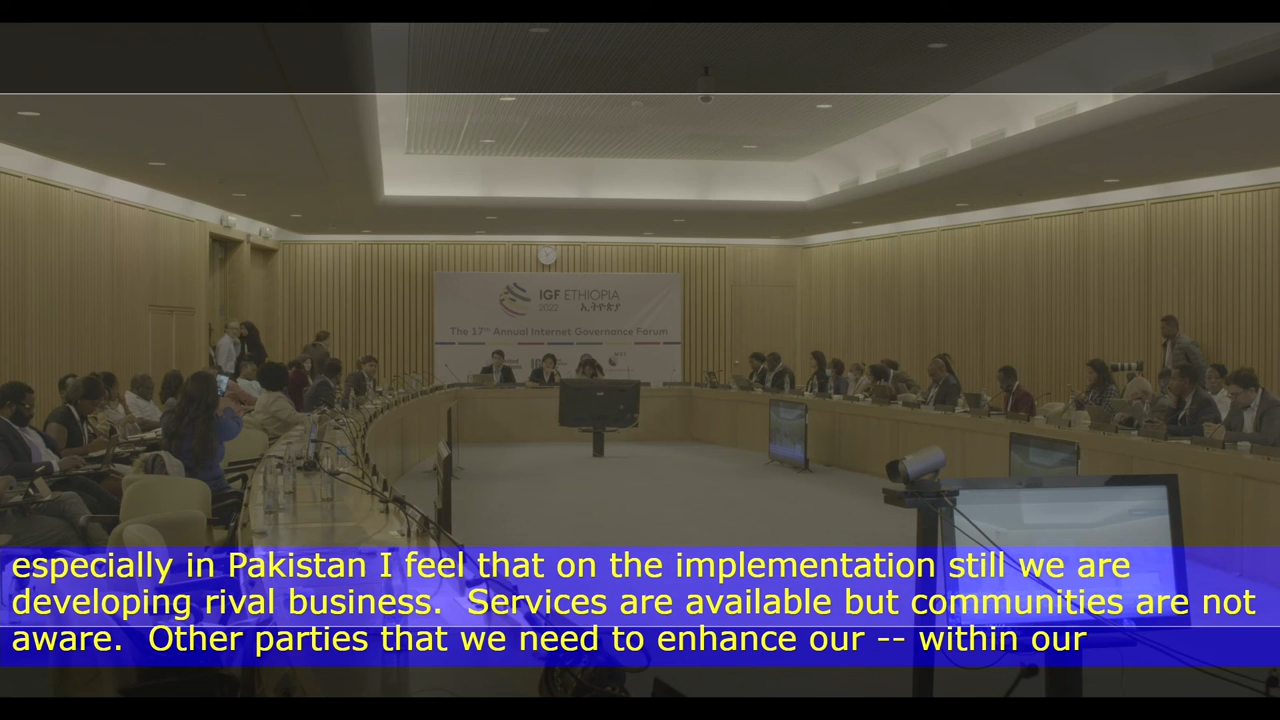 IGF ETHIOPIA
2022 ኢትዮጵያ
The 17th Annual Internet Governance Forum
especially in Pakistan I feel that on the implementation still we are
developing rival business.  Services are available but communities are not
aware.  Other parties that we need to enhance our -- within our